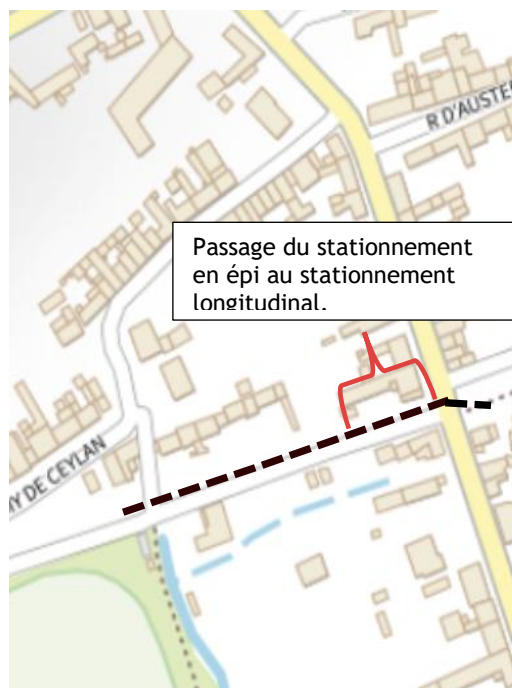 R D'AUSTE
Passage du stationnement
en épi au stationnement
longitudinal.
Y DE CEYLAN